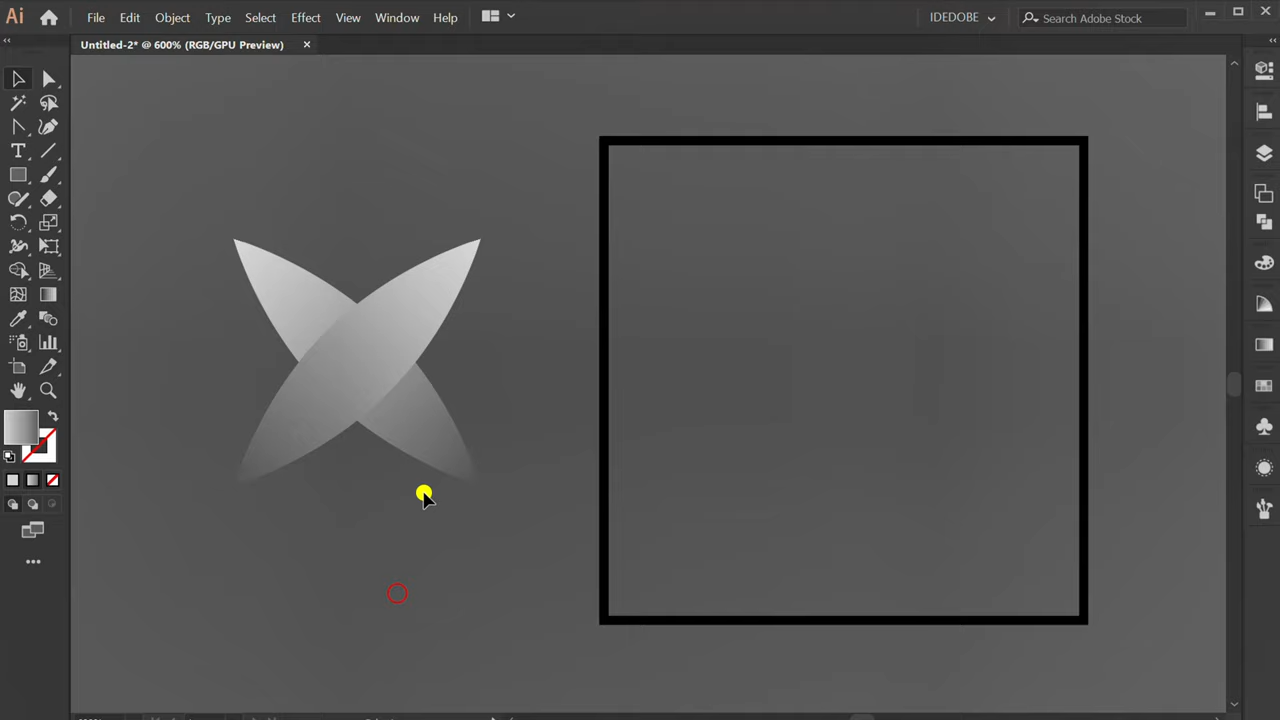 Ai File Edit Object Type Select Effect View Window Help IDEDOBE Search Adobe Stock
Untitled-2* @ 600% (RGB/GPU Preview)